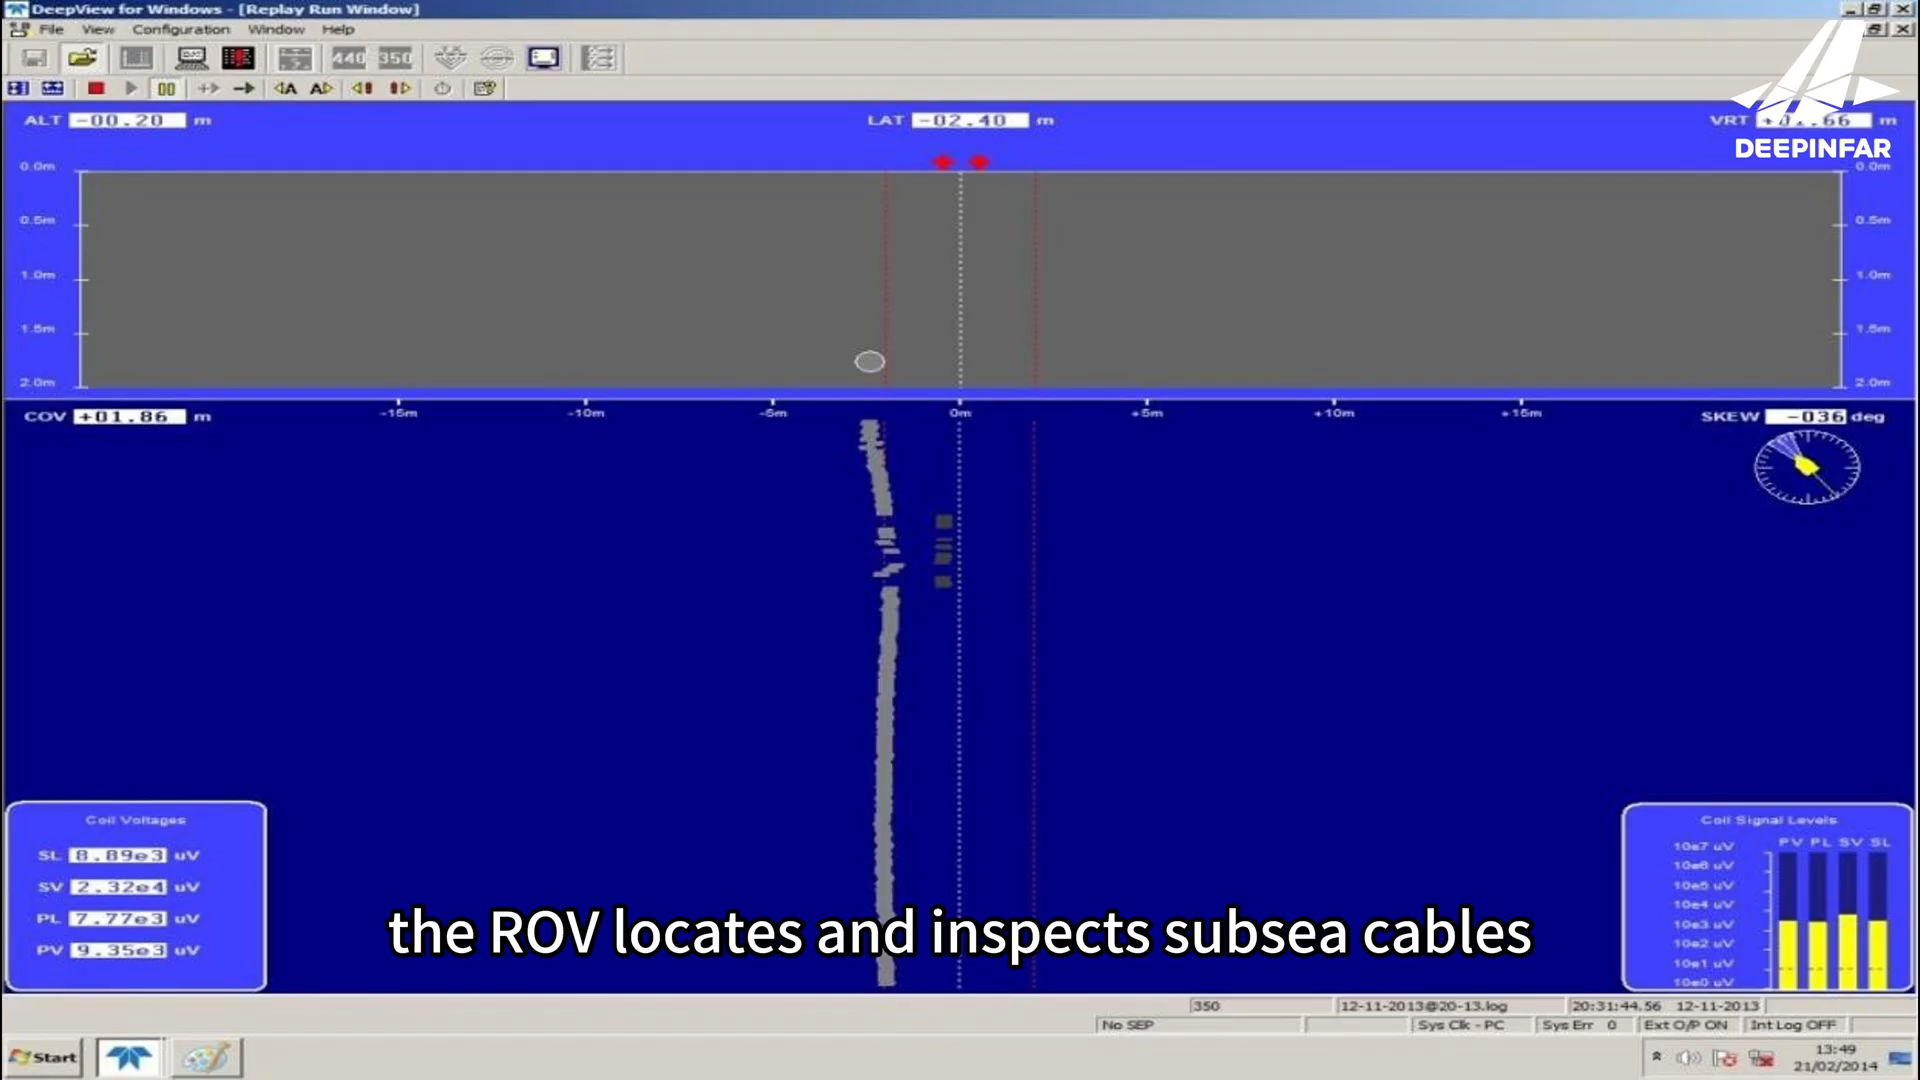 DeepView for Windows - [Replay Run Window]
File View Configuration Window Help
440 350
ALT -00.20 m
LAT -02.40 m
VRT m
DEEPINFAR
0.0m 0.0m
0.5m 0.5m
1.0m 1.0m
1.5m 1.5m
2.0m 2.0m
COV +01.86 m
-15m -10m -5m 0m +5m +10m +15m
SKEW -036 deg
Coil Voltages
SL 8.89e3 uV
SV 2.32e4 uV
PL 7.77e3 uV
PV 9.35e3 uV
Coil Signal Levels
PV PL SV SL
10e7 uV
10e6 uV
10e5 uV
10e4 uV
10e3 uV
10e2 uV
10e1 uV
10e0 uV
the ROV locates and inspects subsea cables
350 12-11-2013@20-13.log 20:31:44.56 12-11-2013
No SEP Sys Clk - PC Sys Err 0 Ext O/P ON Int Log OFF
Start
13:49
21/02/2014